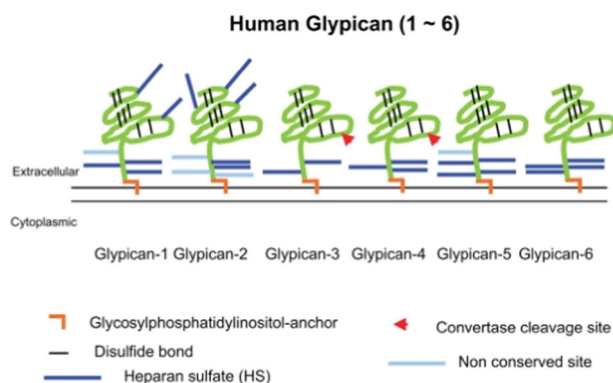 Human Glypican (1 ~ 6)
Extracellular
Cytoplasmic
Glypican-1 Glypican-2 Glypican-3 Glypican-4 Glypican-5 Glypican-6
Glycosylphosphatidylinositol-anchor
Convertase cleavage site
Disulfide bond
Non conserved site
Heparan sulfate (HS)